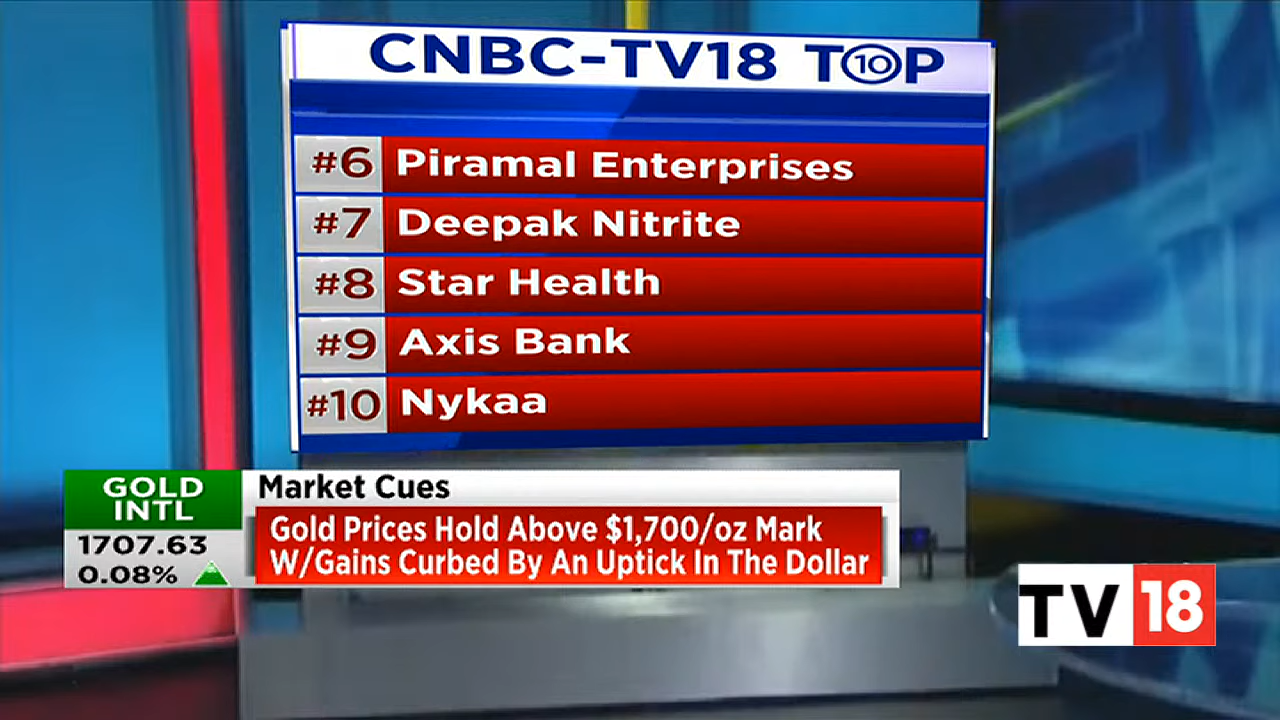 CNBC-TV18 TOP 10
#6 Piramal Enterprises
#7 Deepak Nitrite
#8 Star Health
#9 Axis Bank
#10 Nykaa
GOLD
INTL
1707.63
0.08%
Market Cues
Gold Prices Hold Above $1,700/oz Mark
W/Gains Curbed By An Uptick In The Dollar
TV18